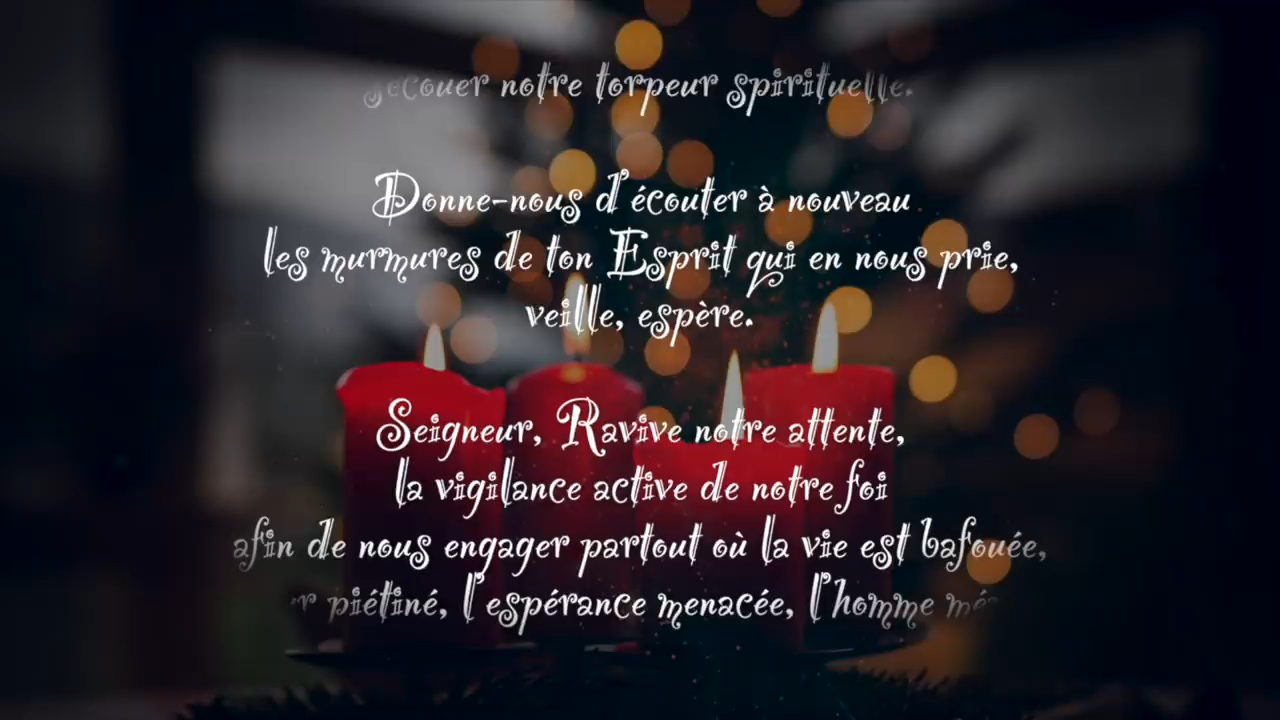 secouer notre torpeur spirituelle.
Donne-nous d'écouter à nouveau
les murmures de ton Esprit qui en nous prie,
veille, espère.
Seigneur, Ravive notre attente,
la vigilance active de notre foi
afin de nous engager partout où la vie est bafouée,
piétiné, l'espérance menacée, l'homme